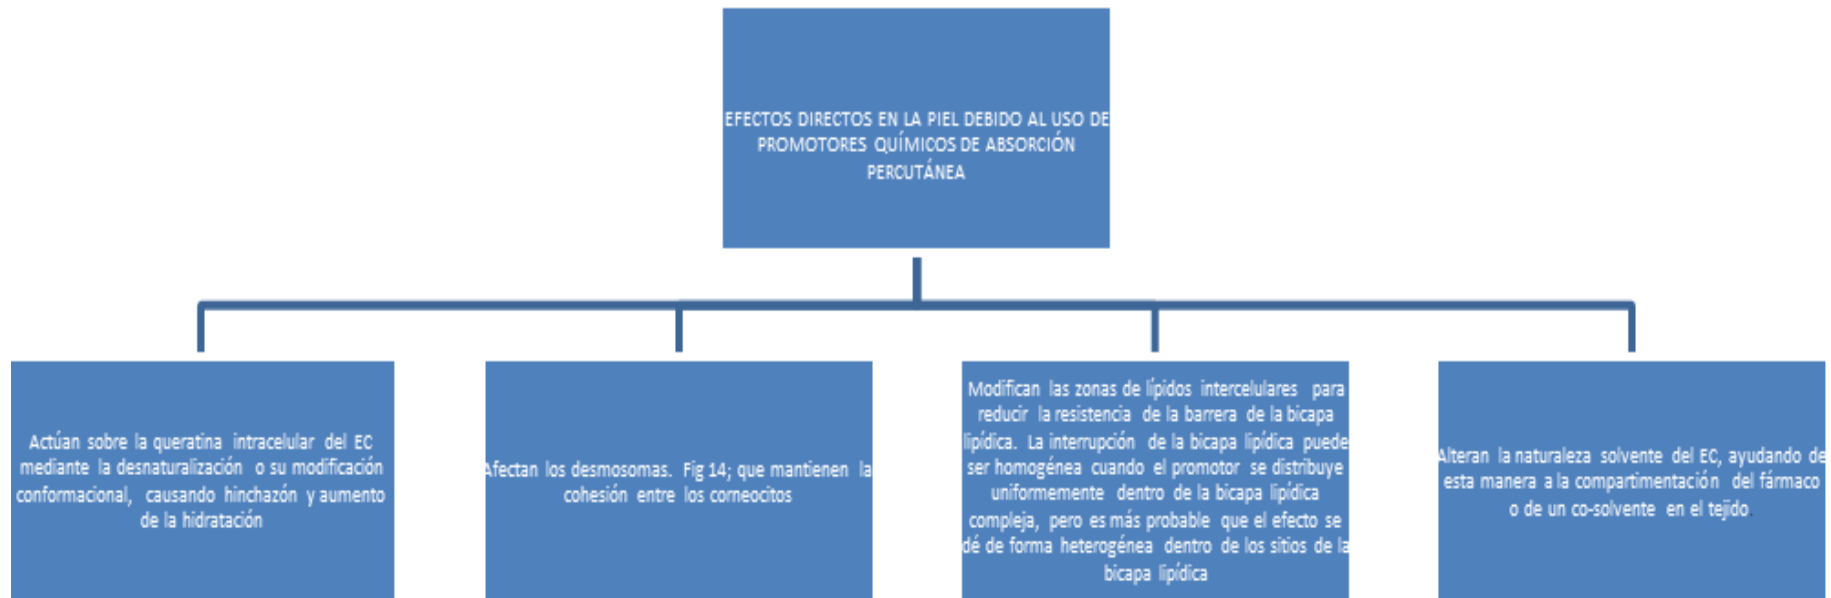 EFECTOS DIRECTOS EN LA PIEL DEBIDO AL USO DE
PROMOTORES QUÍMICOS DE ABSORCIÓN
PERCUTÁNEA
Actúan sobre la queratina intracelular del EC
mediante la desnaturalización o su modificación
conformacional, causando hinchazón y aumento
de la hidratación
Afectan los desmosomas. Fig 14; que mantienen la
cohesión entre los corneocitos
Modifican las zonas de lípidos intercelulares para
reducir la resistencia de la barrera de la bicapa
lipídica. La interrupción de la bicapa lipídica puede
ser homogénea cuando el promotor se distribuye
uniformemente dentro de la bicapa lipídica
compleja, pero es más probable que el efecto se
dé de forma heterogénea dentro de los sitios de la
bicapa lipídica
Alteran la naturaleza solvente del EC, ayudando de
esta manera a la compartimentación del fármaco
o de un co-solvente en el tejido.